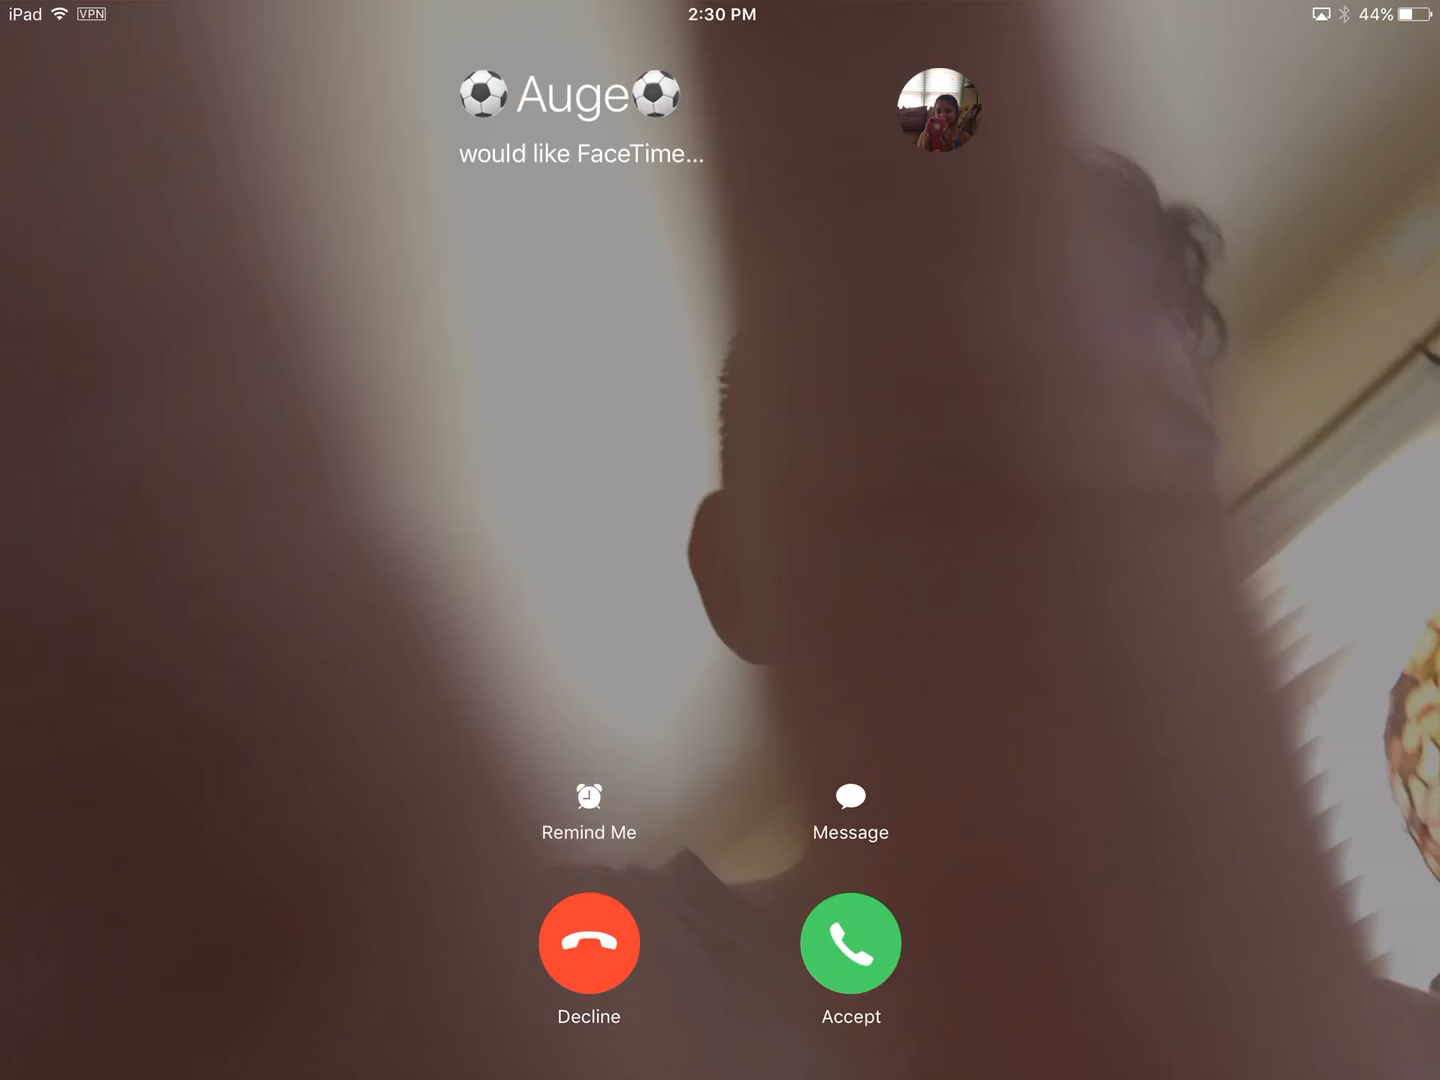 iPad VPN 2:30 PM 44%
⚽ Auge⚽
would like FaceTime...
Remind Me Message
Decline Accept